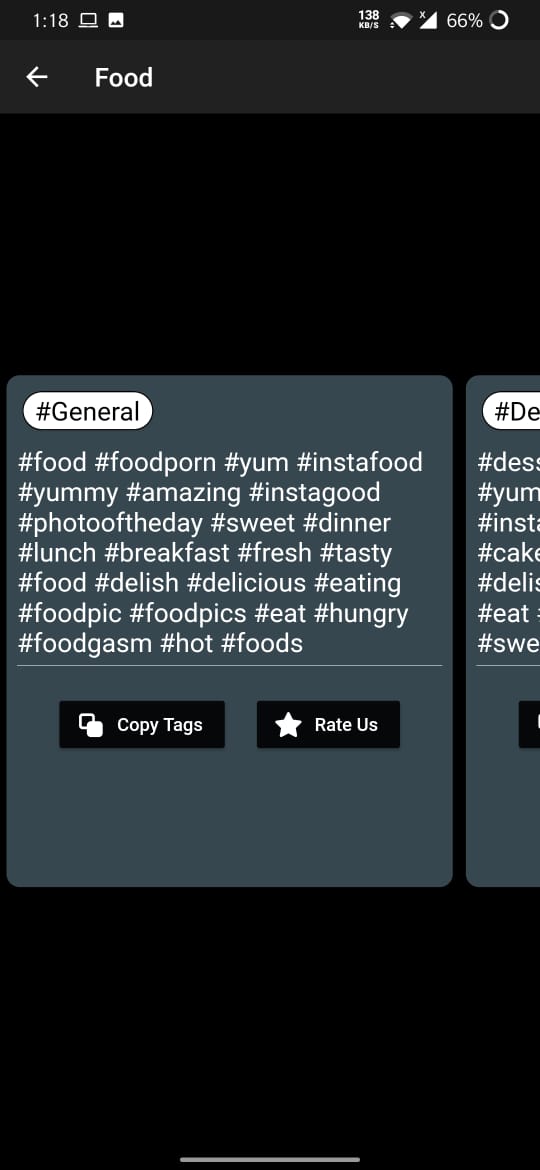 1:18
138
KB/S
x
66%
Food
#General
#food #foodporn #yum #instafood
#yummy #amazing #instagood
#photooftheday #sweet #dinner
#lunch #breakfast #fresh #tasty
#food #delish #delicious #eating
#foodpic #foodpics #eat #hungry
#foodgasm #hot #foods
Copy Tags
Rate Us
#De
#dess
#yum
#insta
#cake
#delis
#eat #
#swe